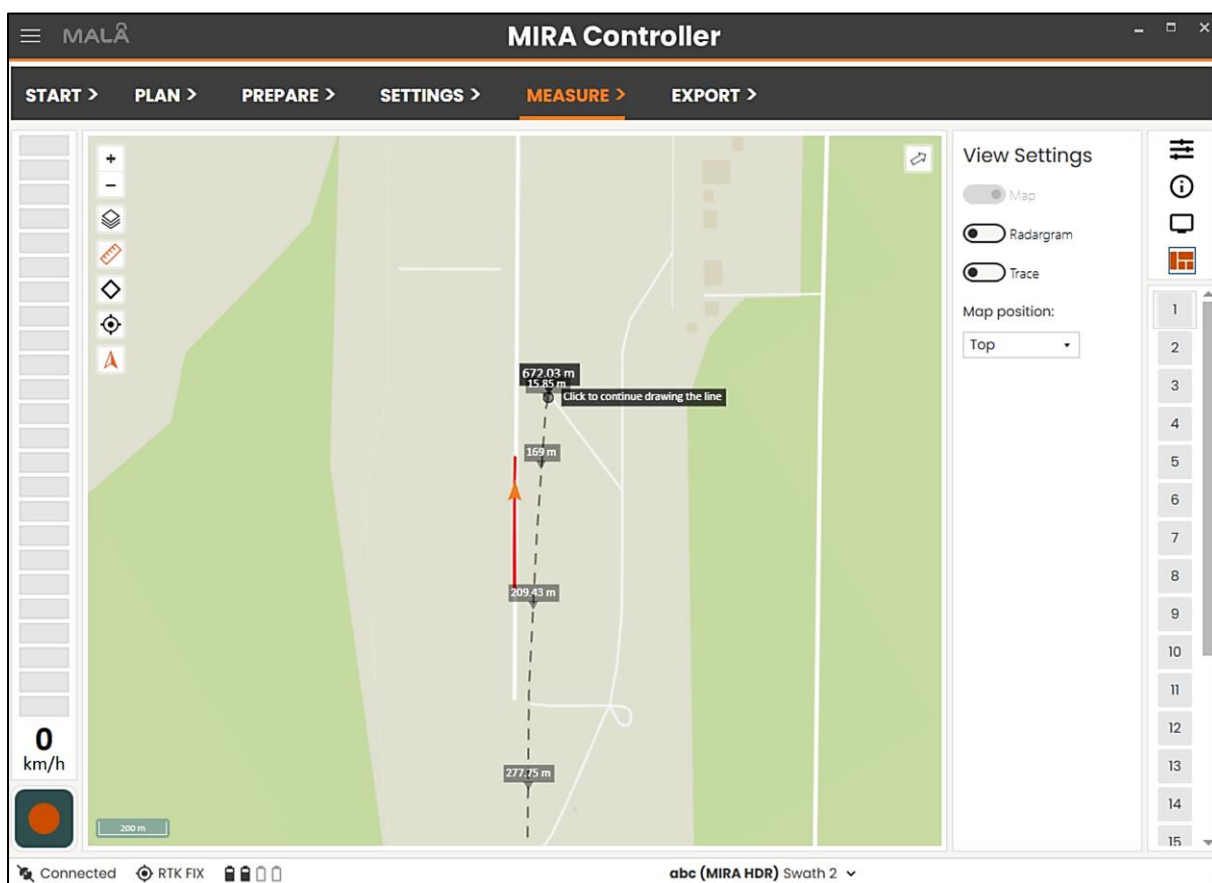 MALÅ
MIRA Controller
START >
PLAN >
PREPARE >
SETTINGS >
MEASURE >
EXPORT >
0
km/h
+
−
672.03 m
15.85 m
Click to continue drawing the line
169 m
209.43 m
277.75 m
200 m
View Settings
Map
Radargram
Trace
Map position:
Top
1
2
3
4
5
6
7
8
9
10
11
12
13
14
15
Connected
RTK FIX
abc (MIRA HDR) Swath 2